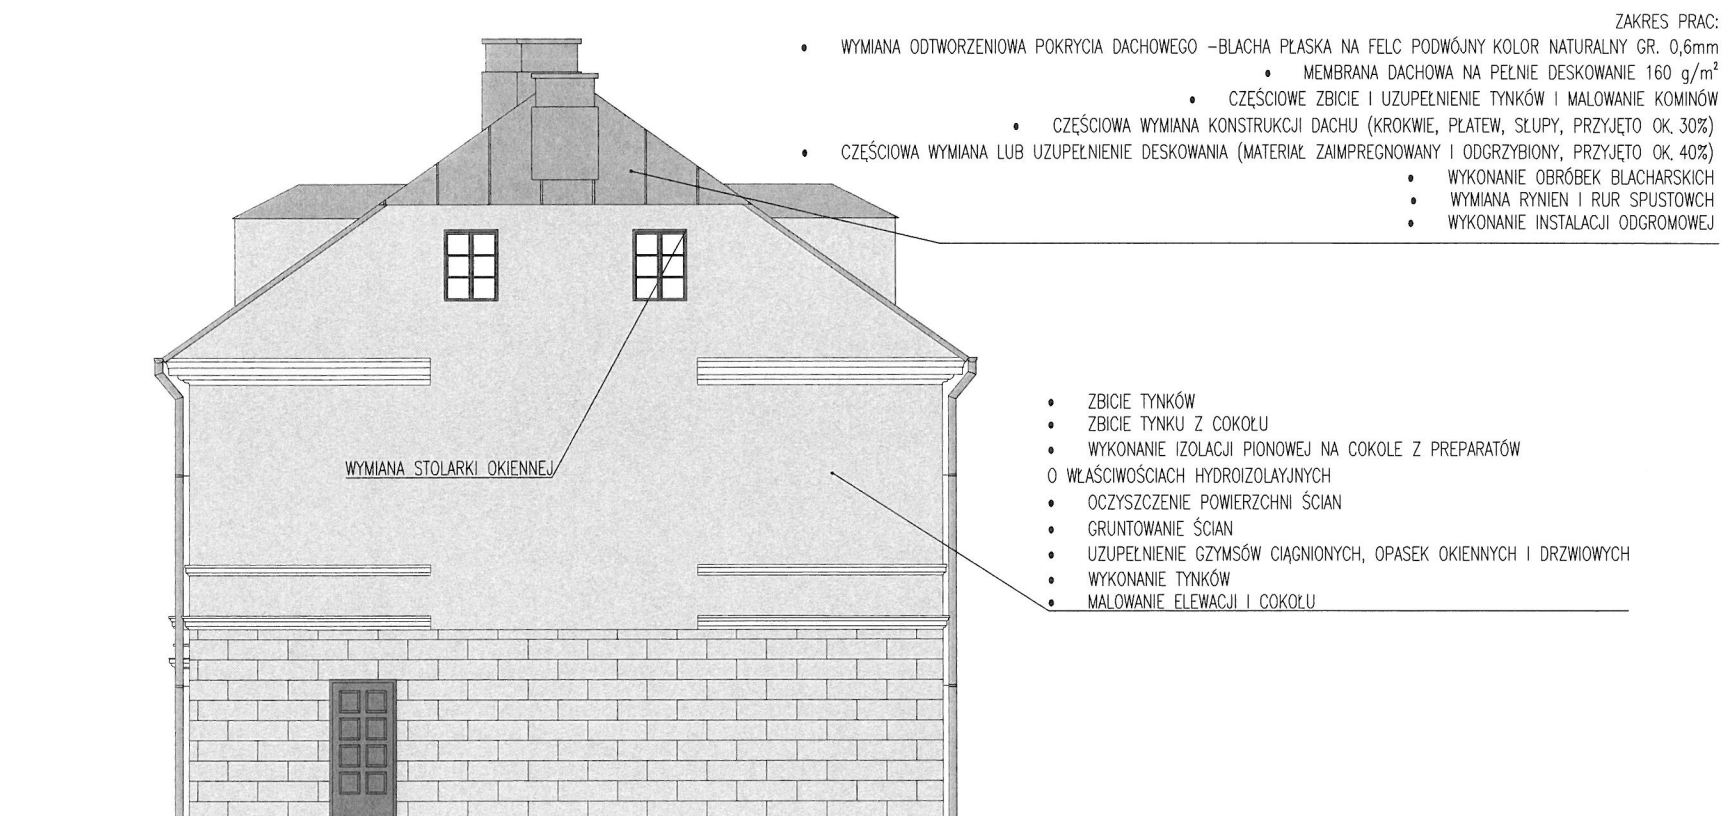 ZAKRES PRAC:
• WYMIANA ODTWORZENIOWA POKRYCIA DACHOWEGO -BLACHA PŁASKA NA FELC PODWÓJNY KOLOR NATURALNY GR. 0,6mm
• MEMBRANA DACHOWA NA PEŁNIE DESKOWANIE 160 g/m²
• CZĘŚCIOWE ZBICIE I UZUPEŁNIENIE TYNKÓW I MALOWANIE KOMINÓW
• CZĘŚCIOWA WYMIANA KONSTRUKCJI DACHU (KROKWIE, PŁATEW, SŁUPY, PRZYJĘTO OK. 30%)
• CZĘŚCIOWA WYMIANA LUB UZUPEŁNIENIE DESKOWANIA (MATERIAŁ ZAIMPREGNOWANY I ODGRZYBIONY, PRZYJĘTO OK. 40%)
• WYKONANIE OBRÓBEK BLACHARSKICH
• WYMIANA RYNIEN I RUR SPUSTOWCH
• WYKONANIE INSTALACJI ODGROMOWEJ
WYMIANA STOLARKI OKIENNEJ
• ZBICIE TYNKÓW
• ZBICIE TYNKU Z COKOŁU
• WYKONANIE IZOLACJI PIONOWEJ NA COKOLE Z PREPARATÓW
O WŁAŚCIWOŚCIACH HYDROIZOLAYJNYCH
• OCZYSZCZENIE POWIERZCHNI ŚCIAN
• GRUNTOWANIE ŚCIAN
• UZUPEŁNIENIE GZYMSÓW CIĄGNIONYCH, OPASEK OKIENNYCH I DRZWIOWYCH
• WYKONANIE TYNKÓW
• MALOWANIE ELEWACJI I COKOŁU